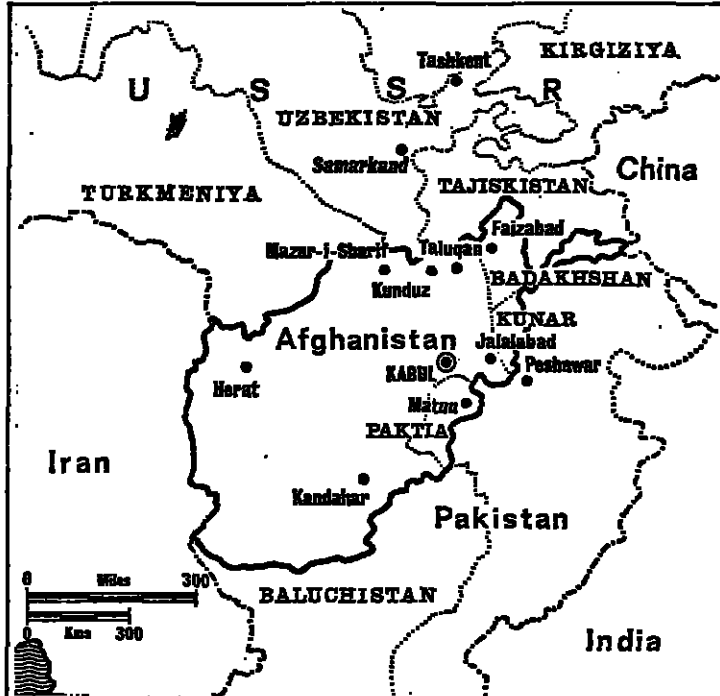 KIRGIZIYA
Tashkent
U S S R
UZBEKISTAN
Samarkand
China
TAJISKISTAN
TURKMENIYA
Faizabad
Mazar-i-Sharif
Taluqan
BADAKHSHAN
Kunduz
KUNAR
Afghanistan
Jalalabad
KABUL
Peshawar
Herat
Matun
PAKTIA
Iran
Kandahar
Pakistan
0 Miles 300
BALUCHISTAN
0 Kms 300
India